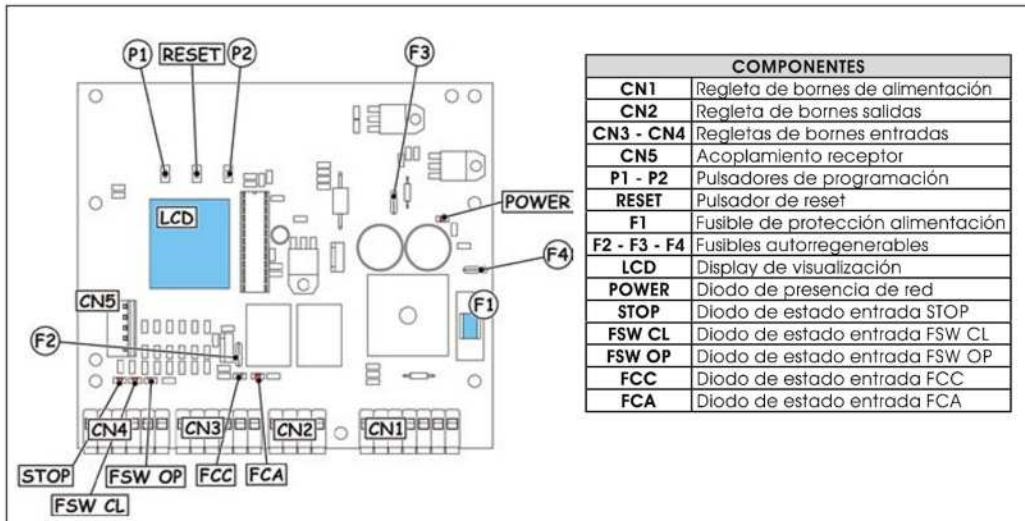 P1 RESET P2
F3
LCD
POWER
F4
CN5
F1
F2
CN4 CN3 CN2 CN1
STOP FSW OP FCC FCA
FSW CL
COMPONENTES
CN1 Regleta de bornes de alimentación
CN2 Regleta de bornes salidas
CN3 - CN4 Regletas de bornes entradas
CN5 Acoplamiento receptor
P1 - P2 Pulsadores de programación
RESET Pulsador de reset
F1 Fusible de protección alimentación
F2 - F3 - F4 Fusibles autorregenerables
LCD Display de visualización
POWER Diodo de presencia de red
STOP Diodo de estado entrada STOP
FSW CL Diodo de estado entrada FSW CL
FSW OP Diodo de estado entrada FSW OP
FCC Diodo de estado entrada FCC
FCA Diodo de estado entrada FCA